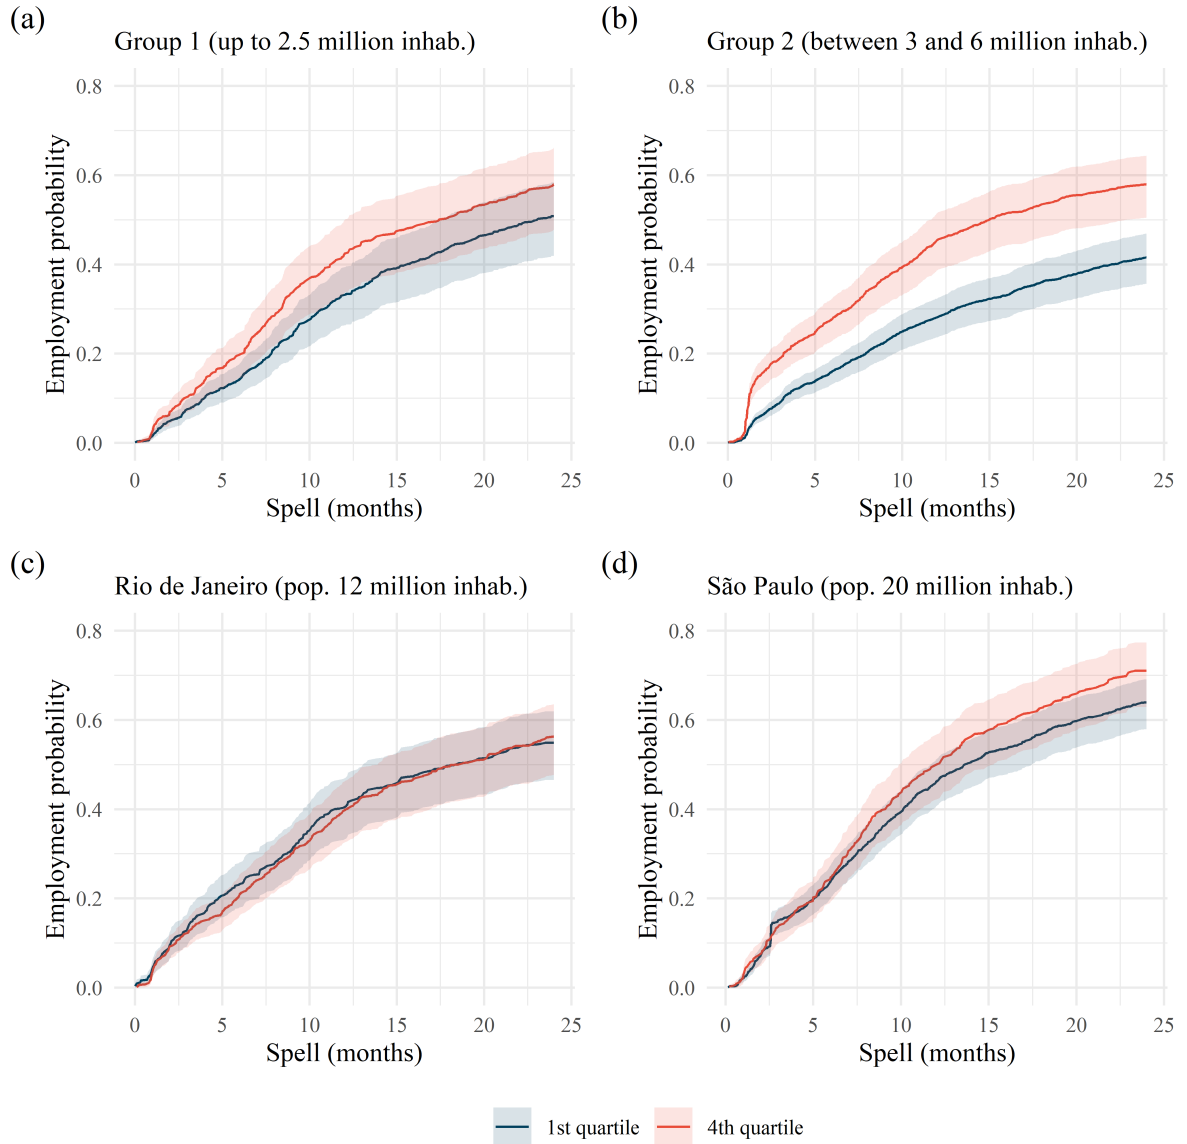 (a)
Group 1 (up to 2.5 million inhab.)
Employment probability
0.8
0.6
0.4
0.2
0.0
0 5 10 15 20 25
Spell (months)
(b)
Group 2 (between 3 and 6 million inhab.)
Employment probability
0.8
0.6
0.4
0.2
0.0
0 5 10 15 20 25
Spell (months)
(c)
Rio de Janeiro (pop. 12 million inhab.)
Employment probability
0.8
0.6
0.4
0.2
0.0
0 5 10 15 20 25
Spell (months)
(d)
São Paulo (pop. 20 million inhab.)
Employment probability
0.8
0.6
0.4
0.2
0.0
0 5 10 15 20 25
Spell (months)
1st quartile 4th quartile